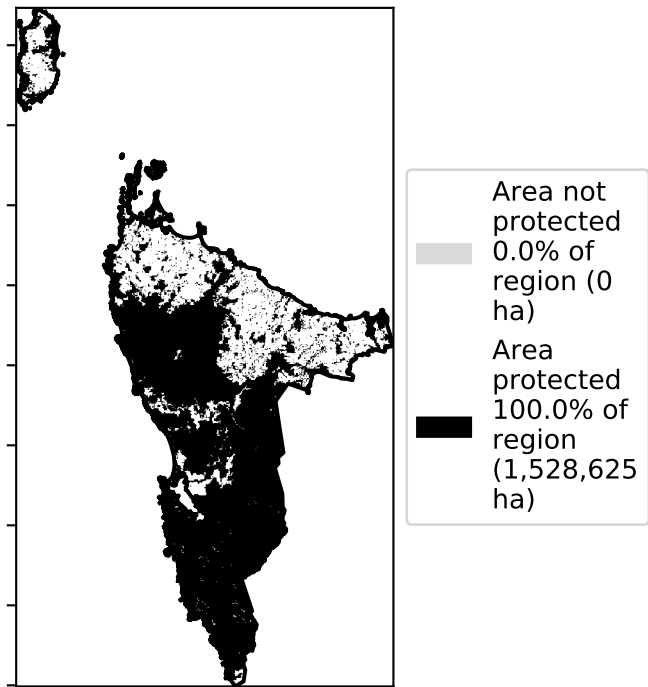 Area not
protected
0.0% of
region (0
ha)
Area
protected
100.0% of
region
(1,528,625
ha)